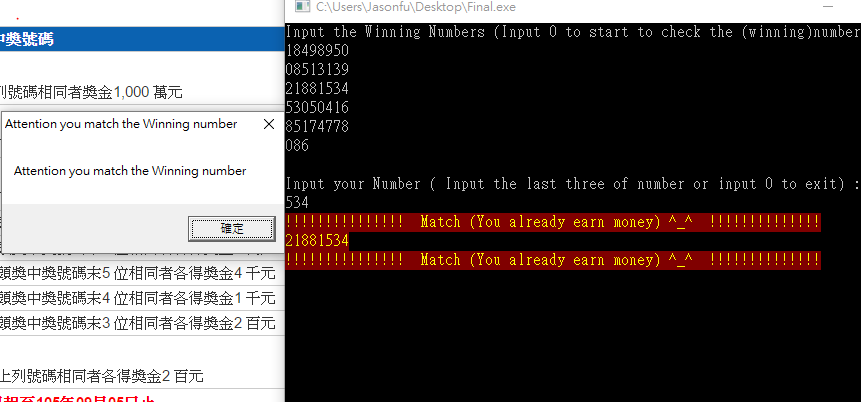 C:\Users\Jasonfu\Desktop\Final.exe
Input the Winning Numbers (Input 0 to start to check the (winning)number
18498950
08513139
21881534
53050416
85174778
086
Input your Number ( Input the last three of number or input 0 to exit) :
534
!!!!!!!!!!!!!!! Match (You already earn money) ^_^ !!!!!!!!!!!!!!
21881534
!!!!!!!!!!!!!!! Match (You already earn money) ^_^ !!!!!!!!!!!!!!
中獎號碼
列號碼相同者獎金1,000 萬元
Attention you match the Winning number
Attention you match the Winning number
確定
頭獎中獎號碼末5 位相同者各得獎金4 千元
頭獎中獎號碼末4 位相同者各得獎金1 千元
頭獎中獎號碼末3 位相同者各得獎金2 百元
上列號碼相同者各得獎金2 百元